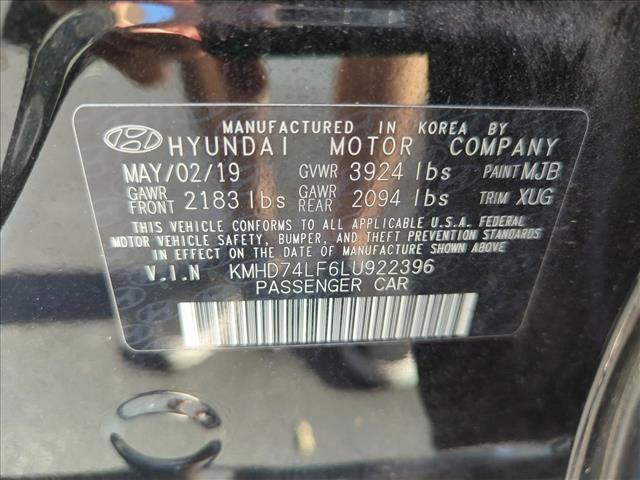 MANUFACTURED IN KOREA BY
HYUNDAI MOTOR COMPANY
MAY/02/19 GVWR 3924 lbs PAINT MJB
GAWR FRONT 2183 lbs GAWR REAR 2094 lbs TRIM XUG
THIS VEHICLE CONFORMS TO ALL APPLICABLE U.S.A. FEDERAL
MOTOR VEHICLE SAFETY, BUMPER, AND THEFT PREVENTION
STANDARDS IN EFFECT ON THE DATE OF MANUFACTURE SHOWN ABOVE.
V.I.N KMHD74LF6LU922396
PASSENGER CAR